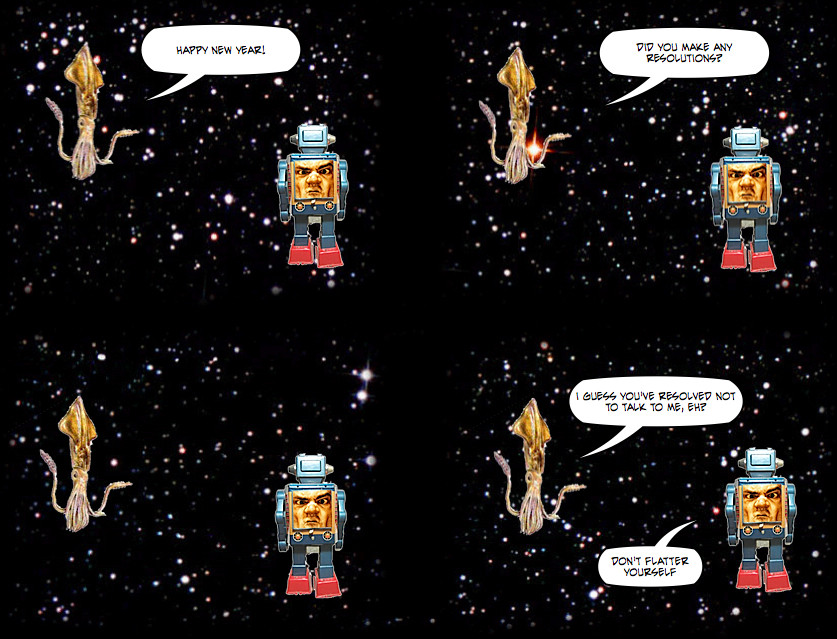 HAPPY NEW YEAR!
DID YOU MAKE ANY
RESOLUTIONS?
I GUESS YOU'VE RESOLVED NOT
TO TALK TO ME, EH?
DON'T FLATTER
YOURSELF